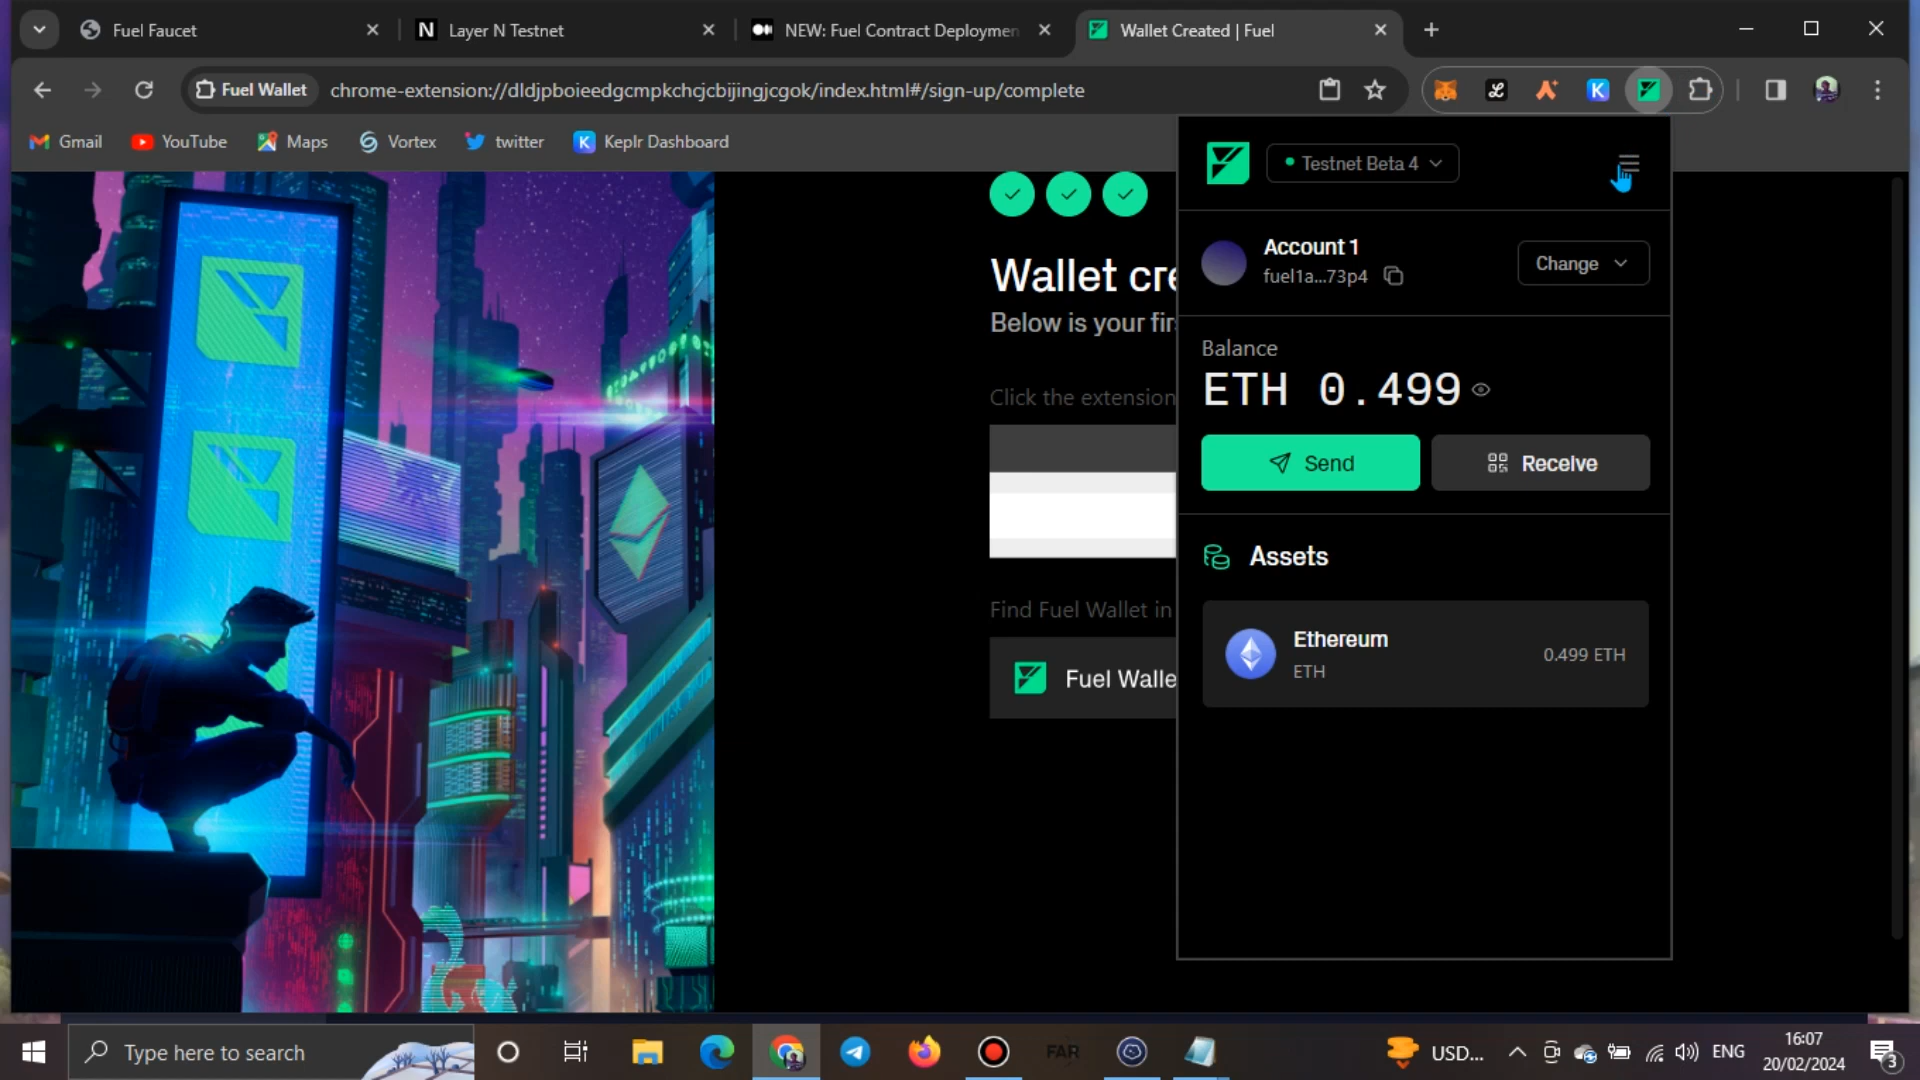 Fuel Faucet
Layer N Testnet
NEW: Fuel Contract Deploymen
Wallet Created | Fuel
Fuel Wallet
chrome-extension://dldjpboieedgcmpkchcjcbijingjcgok/index.html#/sign-up/complete
Gmail
YouTube
Maps
Vortex
twitter
Keplr Dashboard
Testnet Beta 4
Account 1
fuel1a...73p4
Change
Wallet cre
Below is your fir
Balance
ETH 0.499
Click the extension
Send
Receive
Assets
Find Fuel Wallet in
Ethereum
ETH
0.499 ETH
Fuel Walle
Type here to search
FAR
USD...
ENG
16:07
20/02/2024
3